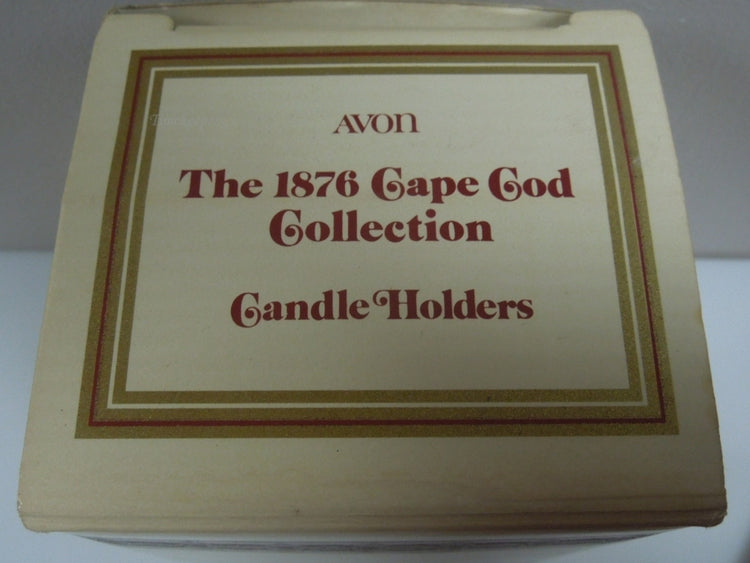 AVON
The 1876 Cape Cod
Collection
Candle Holders